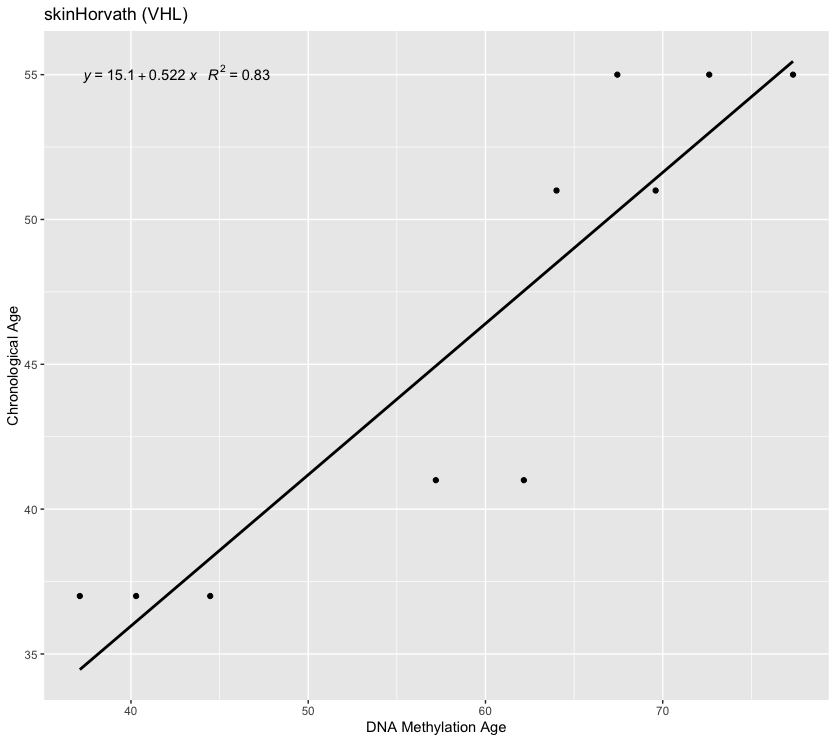 skinHorvath (VHL)
y = 15.1 + 0.522 x R² = 0.83
55
50
45
40
35
Chronological Age
40 50 60 70
DNA Methylation Age